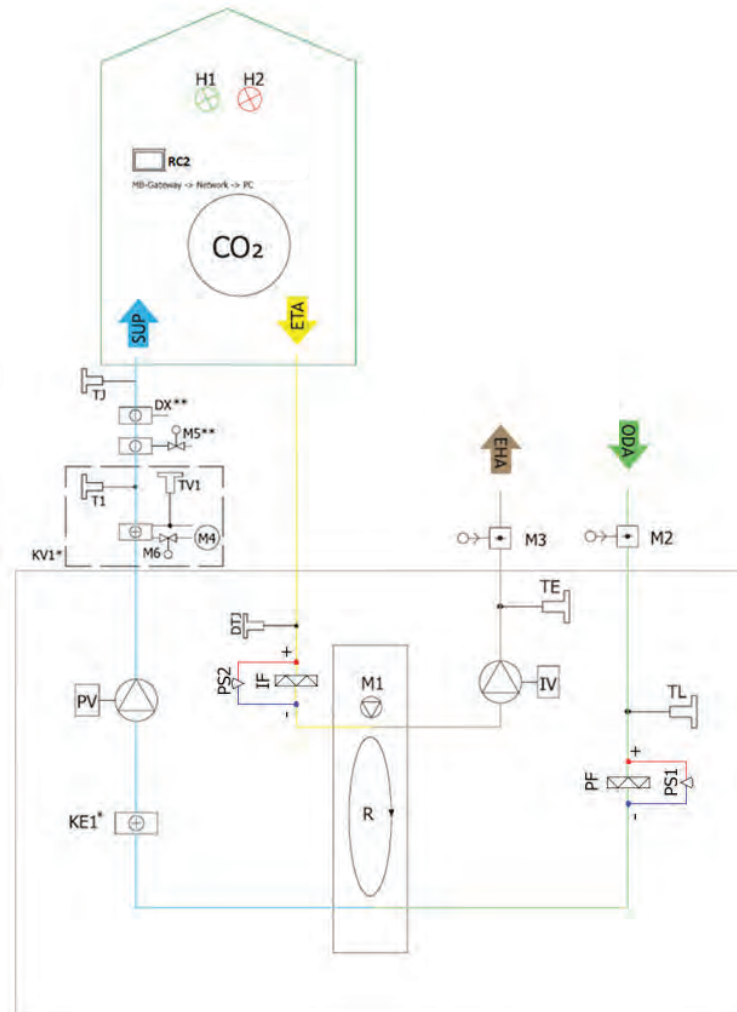 H1 H2
RC2
MB-Gateway -> Network -> PC
CO₂
SUP
ETA
TJ
DX**
M5**
EHA
ODA
TV1
T1
KV1*
M6
M4
M3
M2
TE
DTJ
+
PS2
IF
-
M1
PV
IV
TL
+
PF
PS1
-
KE1*
R